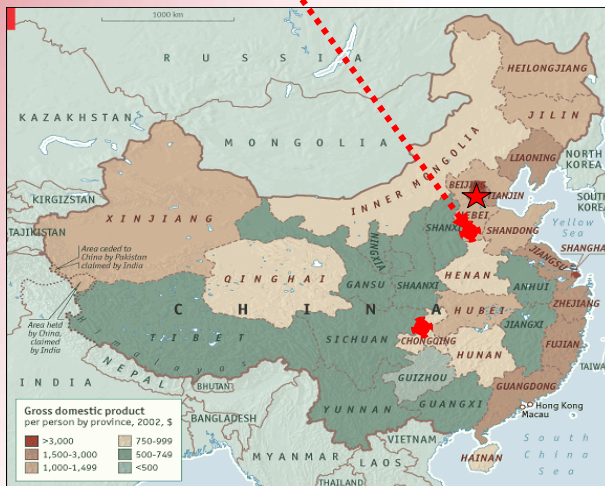 1000 km
RUSSIA
HEILONGJIANG
KAZAKHSTAN
JILIN
MONGOLIA
LIAONING
NORTH
KOREA
INNER MONGOLIA
BEIJING
TIANJIN
KIRGIZSTAN
SOUTH
KOREA
XINJIANG
HEBEI
Yellow
Sea
TAJIKISTAN
SHANXI
SHANDONG
NINGXIA
Area ceded to
China by Pakistan
claimed by India
QINGHAI
GANSU
SHAANXI
HENAN
JIANGSU
SHANGHA
ANHUI
CHINA
HUBEI
ZHEJIANG
Area held
by China,
claimed
by India
TIBET
SICHUAN
CHONGQING
JIANGXI
HUNAN
FUJIAN
Himalayas
NEPAL
GUIZHOU
TAIWA
INDIA
BHUTAN
YUNNAN
GUANGXI
GUANGDONG
Hong Kong
Macau
BANGLADESH
VIETNAM
MYANMAR
LAOS
HAINAN
South
China
Sea
THAILAND
Gross domestic product
per person by province, 2002, $
>3,000
750-999
1,500-3,000
500-749
1,000-1,499
<500